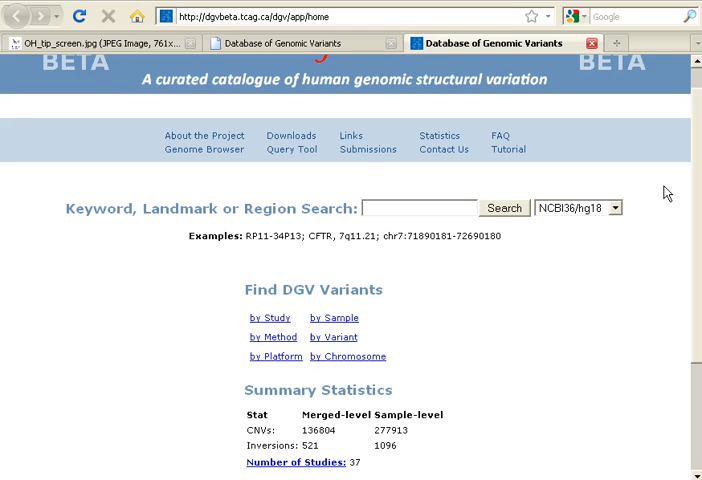 http://dgvbeta.tcag.ca/dgv/app/home
Google
OH_tip_screen.jpg (JPEG Image, 761x...
Database of Genomic Variants
Database of Genomic Variants
BETA
BETA
A curated catalogue of human genomic structural variation
About the Project Downloads Links Statistics FAQ
Genome Browser Query Tool Submissions Contact Us Tutorial
Keyword, Landmark or Region Search: Search NCBI36/hg18
Examples: RP11-34P13; CFTR, 7q11.21; chr7:71890181-72690180
Find DGV Variants
by Study by Sample
by Method by Variant
by Platform by Chromosome
Summary Statistics
Stat Merged-level Sample-level
CNVs: 136804 277913
Inversions: 521 1096
Number of Studies: 37